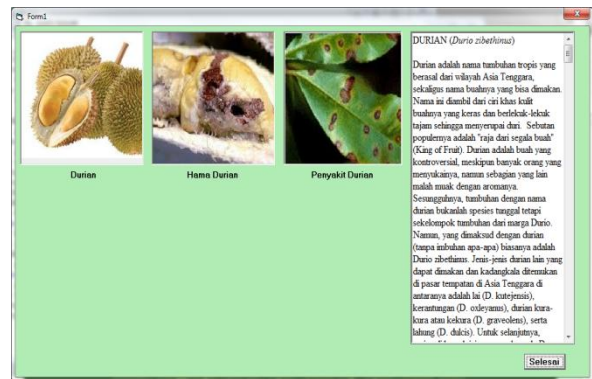 Form1
Durian
Hama Durian
Penyakit Durian
DURIAN (Durio zibethinus)
Durian adalah nama tumbuhan tropis yang
berasal dari wilayah Asia Tenggara,
sekaligus nama buahnya yang bisa dimakan.
Nama ini diambil dari ciri khas kulit
buahnya yang keras dan berlekuk-lekuk
tajam sehingga menyerupai duri. Sebutan
populernya adalah "raja dari segala buah"
(King of Fruit). Durian adalah buah yang
kontroversial, meskipun banyak orang yang
menyukainya, namun sebagian yang lain
malah muak dengan aromanya.
Sesungguhnya, tumbuhan dengan nama
durian bukanlah spesies tunggal tetapi
sekelompok tumbuhan dari marga Durio.
Namun, yang dimaksud dengan durian
(tanpa imbuhan apa-apa) biasanya adalah
Durio zibethinus. Jenis-jenis durian lain yang
dapat dimakan dan kadangkala ditemukan
di pasar tempatan di Asia Tenggara di
antaranya adalah lai (D. kutejensis),
kerantungan (D. oxleyanus), durian kura-
kura atau kekura (D. graveolens), serta
lahung (D. dulcis). Untuk selanjutnya,
Selesai